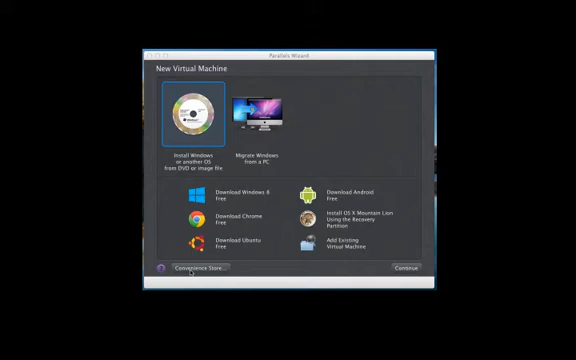 Parallels Wizard
New Virtual Machine
Install Windows
or another OS
from DVD or image file
Migrate Windows
from a PC
Download Windows 8
Free
Download Android
Free
Download Chrome
Free
Install OS X Mountain Lion
Using the Recovery
Partition
Download Ubuntu
Free
Add Existing
Virtual Machine
?
Convenience Store...
Continue